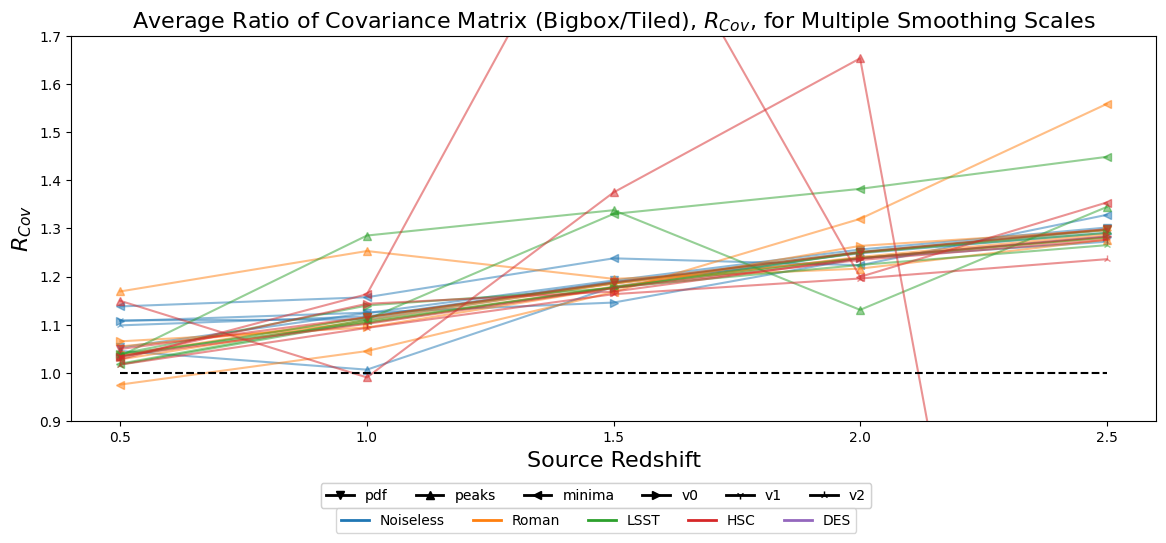 Average Ratio of Covariance Matrix (Bigbox/Tiled), R_Cov, for Multiple Smoothing Scales
1.7
1.6
1.5
1.4
1.3
1.2
1.1
1.0
0.9
R_Cov
0.5 1.0 1.5 2.0 2.5
Source Redshift
pdf peaks minima v0 v1 v2
Noiseless Roman LSST HSC DES